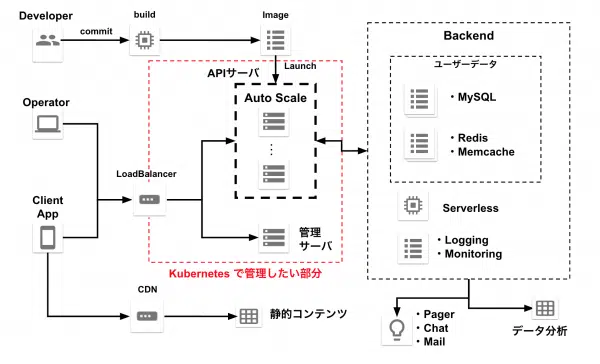 Developer
commit
build
Image
Launch
APIサーバ
Auto Scale
Operator
LoadBalancer
Client
App
管理
サーバ
Kubernetes で管理したい部分
CDN
静的コンテンツ
Backend
ユーザーデータ
・MySQL
・Redis
・Memcache
Serverless
・Logging
・Monitoring
・Pager
・Chat
・Mail
データ分析